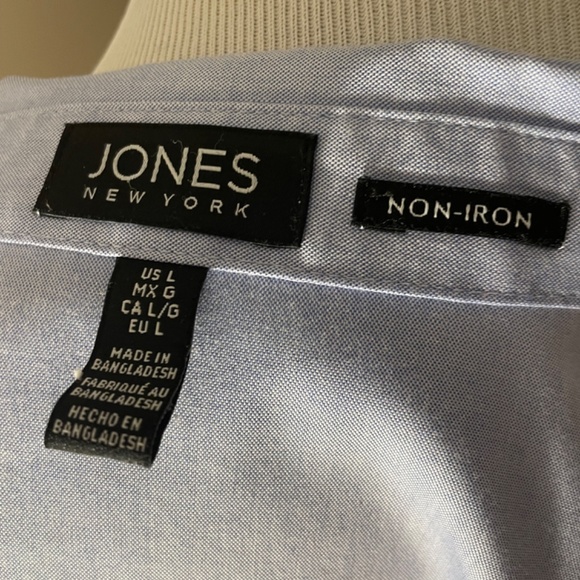 JONES
NEW YORK
NON-IRON
US L
MX G
CA L/G
EU L
MADE IN
BANGLADESH
FABRIQUÉ AU
BANGLADESH
HECHO EN
BANGLADESH